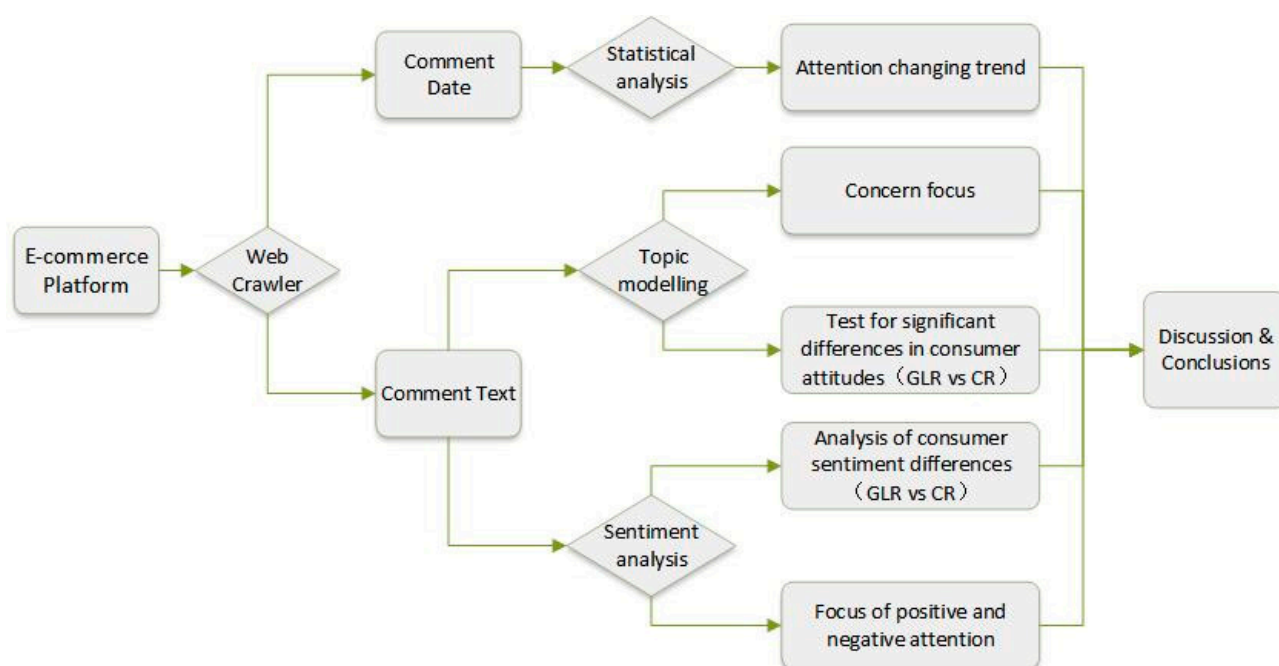 Comment
Date
Statistical
analysis
Attention changing trend
Concern focus
E-commerce
Platform
Web
Crawler
Topic
modelling
Test for significant
differences in consumer
attitudes（GLR vs CR）
Discussion &
Conclusions
Comment Text
Analysis of consumer
sentiment differences
（GLR vs CR）
Sentiment
analysis
Focus of positive and
negative attention